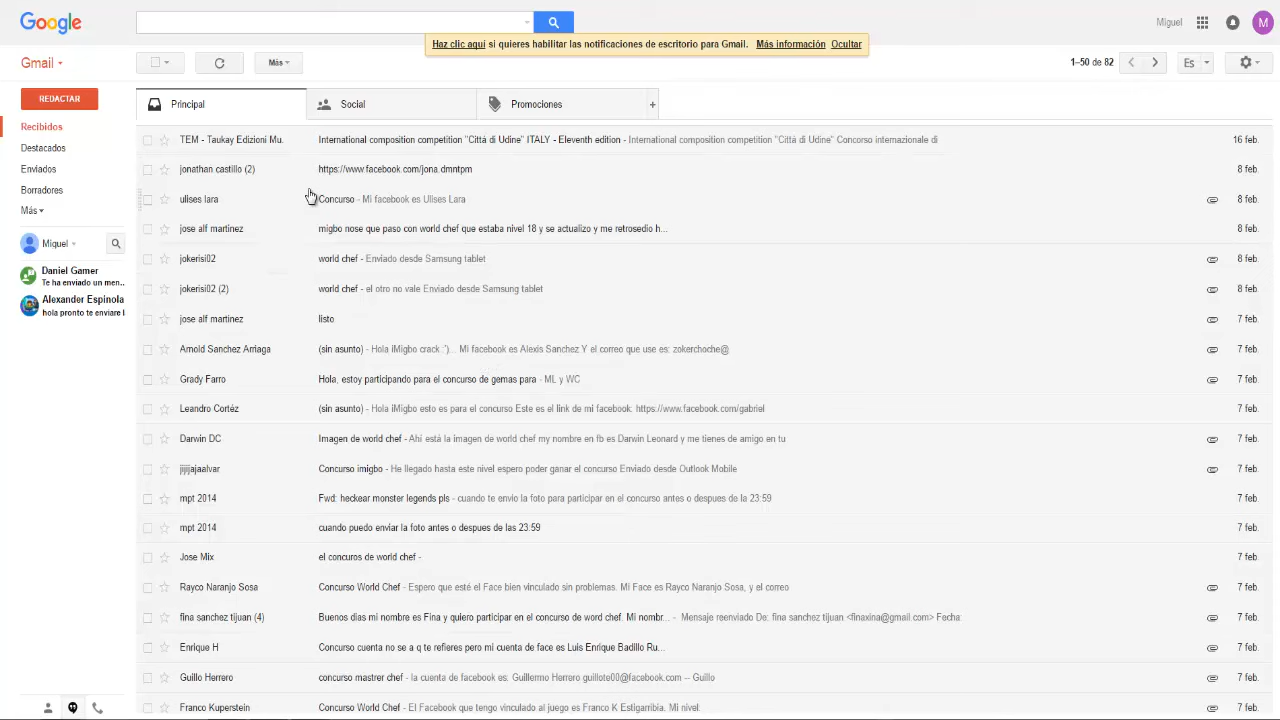 Google
Miguel
M
Haz clic aquí si quieres habilitar las notificaciones de escritorio para Gmail. Más información Ocultar
Gmail
Más
1–50 de 82
Es
REDACTAR
Principal
Social
Promociones
+
Recibidos
Destacados
Enviados
Borradores
Más
Miguel
Daniel Gamer
Te ha enviado un men...
Alexander Espinola
hola pronto te enviare l
TEM - Taukay Edizioni Mu. International composition competition "Città di Udine" ITALY - Eleventh edition - International composition competition "Città di Udine" Concorso internazionale di 16 feb.
jonathan castillo (2) https://www.facebook.com/jona.dmntpm 8 feb.
ulises lara Concurso - Mi facebook es Ulises Lara 8 feb.
jose alf martinez migbo nose que paso con world chef que estaba nivel 18 y se actualizo y me retrosedio h... 8 feb.
jokerisi02 world chef - Enviado desde Samsung tablet 8 feb.
jokerisi02 (2) world chef - el otro no vale Enviado desde Samsung tablet 8 feb.
jose alf martinez listo 7 feb.
Arnold Sanchez Arriaga (sin asunto) - Hola iMigbo crack :')... Mi facebook es Alexis Sanchez Y el correo que use es: zokerchoche@ 7 feb.
Grady Farro Hola, estoy participando para el concurso de gemas para - ML y WC 7 feb.
Leandro Cortéz (sin asunto) - Hola iMigbo esto es para el concurso Este es el link de mi facebook: https://www.facebook.com/gabriel 7 feb.
Darwin DC Imagen de world chef - Ahí está la imagen de world chef my nombre en fb es Darwin Leonard y me tienes de amigo en tu 7 feb.
jijijajaalvar Concurso imigbo - He llegado hasta este nivel espero poder ganar el concurso Enviado desde Outlook Mobile 7 feb.
mpt 2014 Fwd: heckear monster legends pls - cuando te envio la foto para participar en el concurso antes o despues de la 23:59 7 feb.
mpt 2014 cuando puedo enviar la foto antes o despues de las 23:59 7 feb.
Jose Mix el concuros de world chef - 7 feb.
Rayco Naranjo Sosa Concurso World Chef - Espero que esté el Face bien vinculado sin problemas. Mi Face es Rayco Naranjo Sosa, y el correo 7 feb.
fina sanchez tijuan (4) Buenos dias mi nombre es Fina y quiero participar en el concurso de word chef. Mi nombr... - Mensaje reenviado De: fina sanchez tijuan <finaxina@gmail.com> Fecha: 7 feb.
Enrique H Concurso cuenta no se a q te refieres pero mi cuenta de face es Luis Enrique Badillo Ru... 7 feb.
Guillo Herrero concurso mastrer chef - la cuenta de facebook es: Guillermo Herrero guillote00@facebook.com -- Guillo 7 feb.
Franco Kuperstein Concurso World Chef - El Facebook que tengo vinculado al juego es Franco K Estigarribia. Mi nivel: 7 feb.